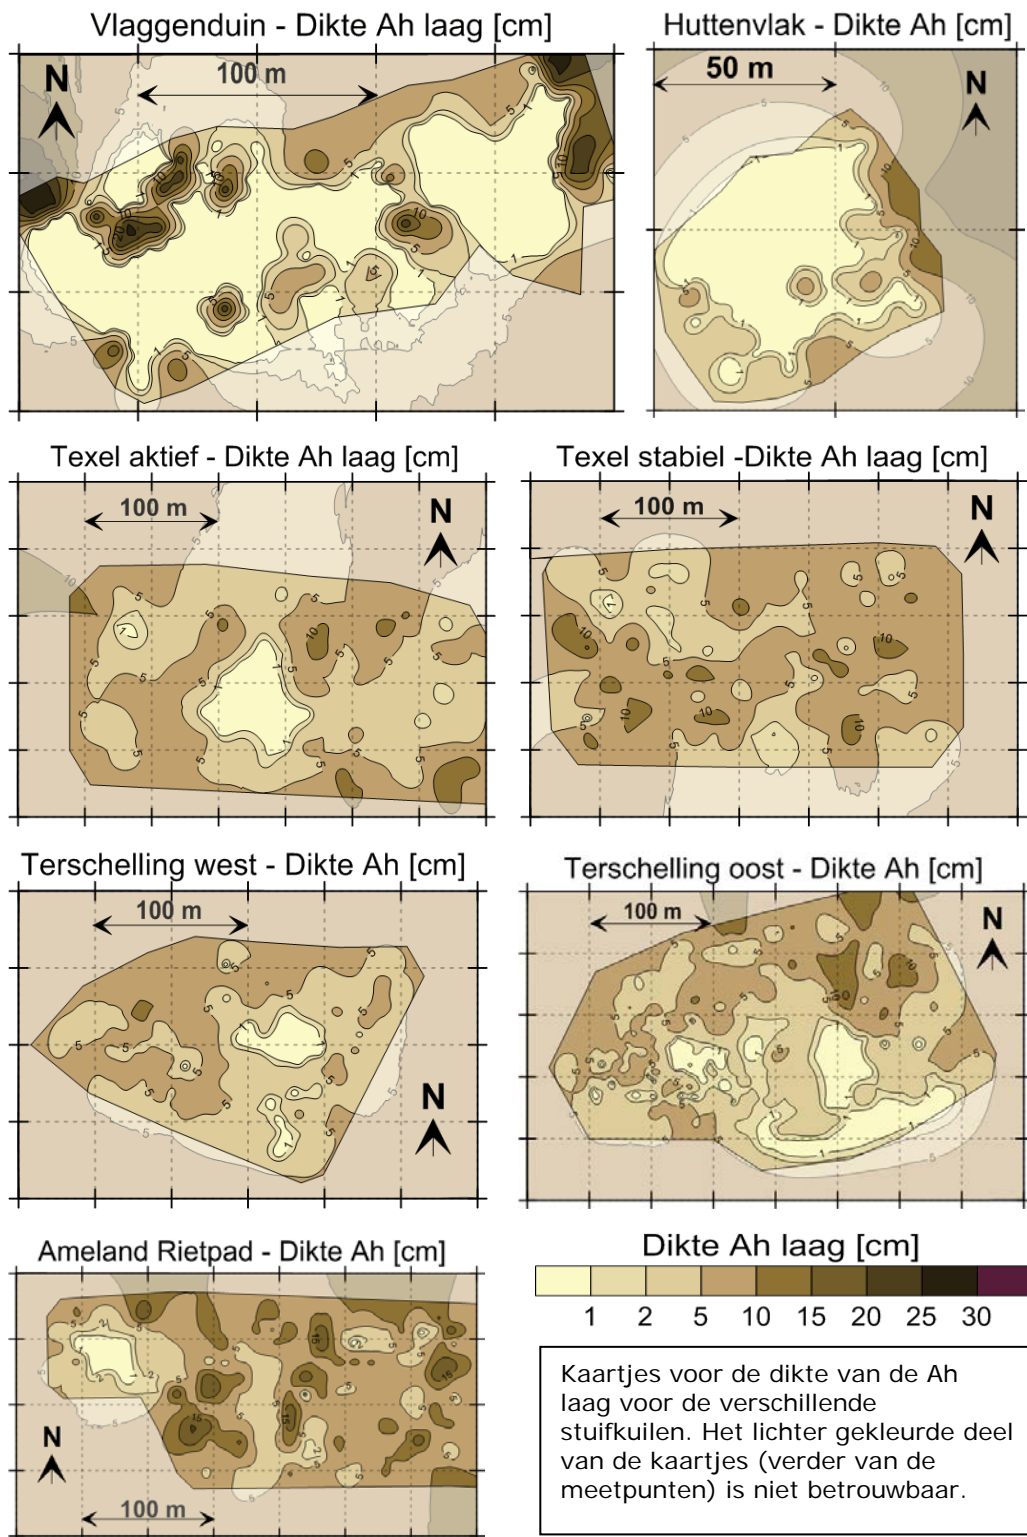 Vlaggenduin - Dikte Ah laag [cm]
N
100 m
Huttenvlak - Dikte Ah [cm]
50 m
N
Texel aktief - Dikte Ah laag [cm]
100 m
N
Texel stabiel -Dikte Ah laag [cm]
100 m
N
Terschelling west - Dikte Ah [cm]
100 m
N
Terschelling oost - Dikte Ah [cm]
100 m
N
Ameland Rietpad - Dikte Ah [cm]
N
100 m
Dikte Ah laag [cm]
1 2 5 10 15 20 25 30
Kaartjes voor de dikte van de Ah
laag voor de verschillende
stuifkuilen. Het lichter gekleurde deel
van de kaartjes (verder van de
meetpunten) is niet betrouwbaar.